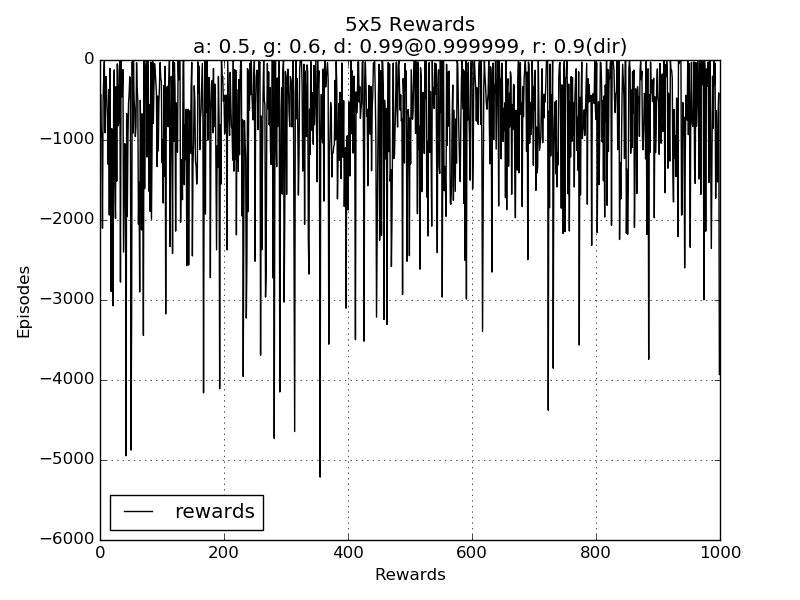 5x5 Rewards
a: 0.5, g: 0.6, d: 0.99@0.999999, r: 0.9(dir)
0
−1000
−2000
−3000
−4000
−5000
−6000
Episodes
rewards
0 200 400 600 800 1000
Rewards